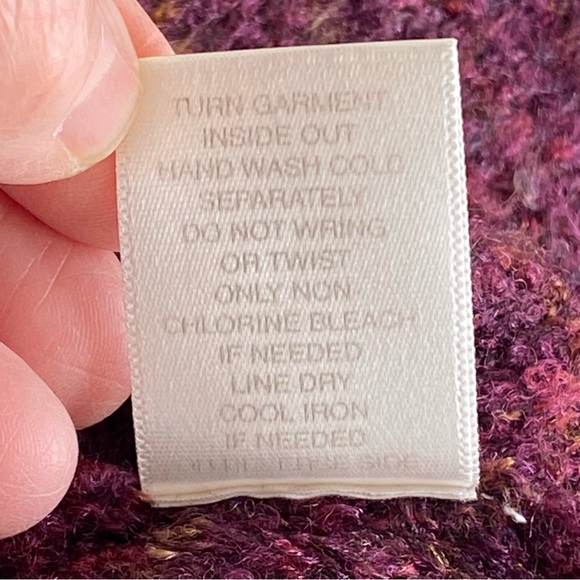 TURN GARMENT
INSIDE OUT
HAND WASH COLD
SEPARATELY
DO NOT WRING
OR TWIST
ONLY NON
CHLORINE BLEACH
IF NEEDED
LINE DRY
COOL IRON
IF NEEDED
SIDE